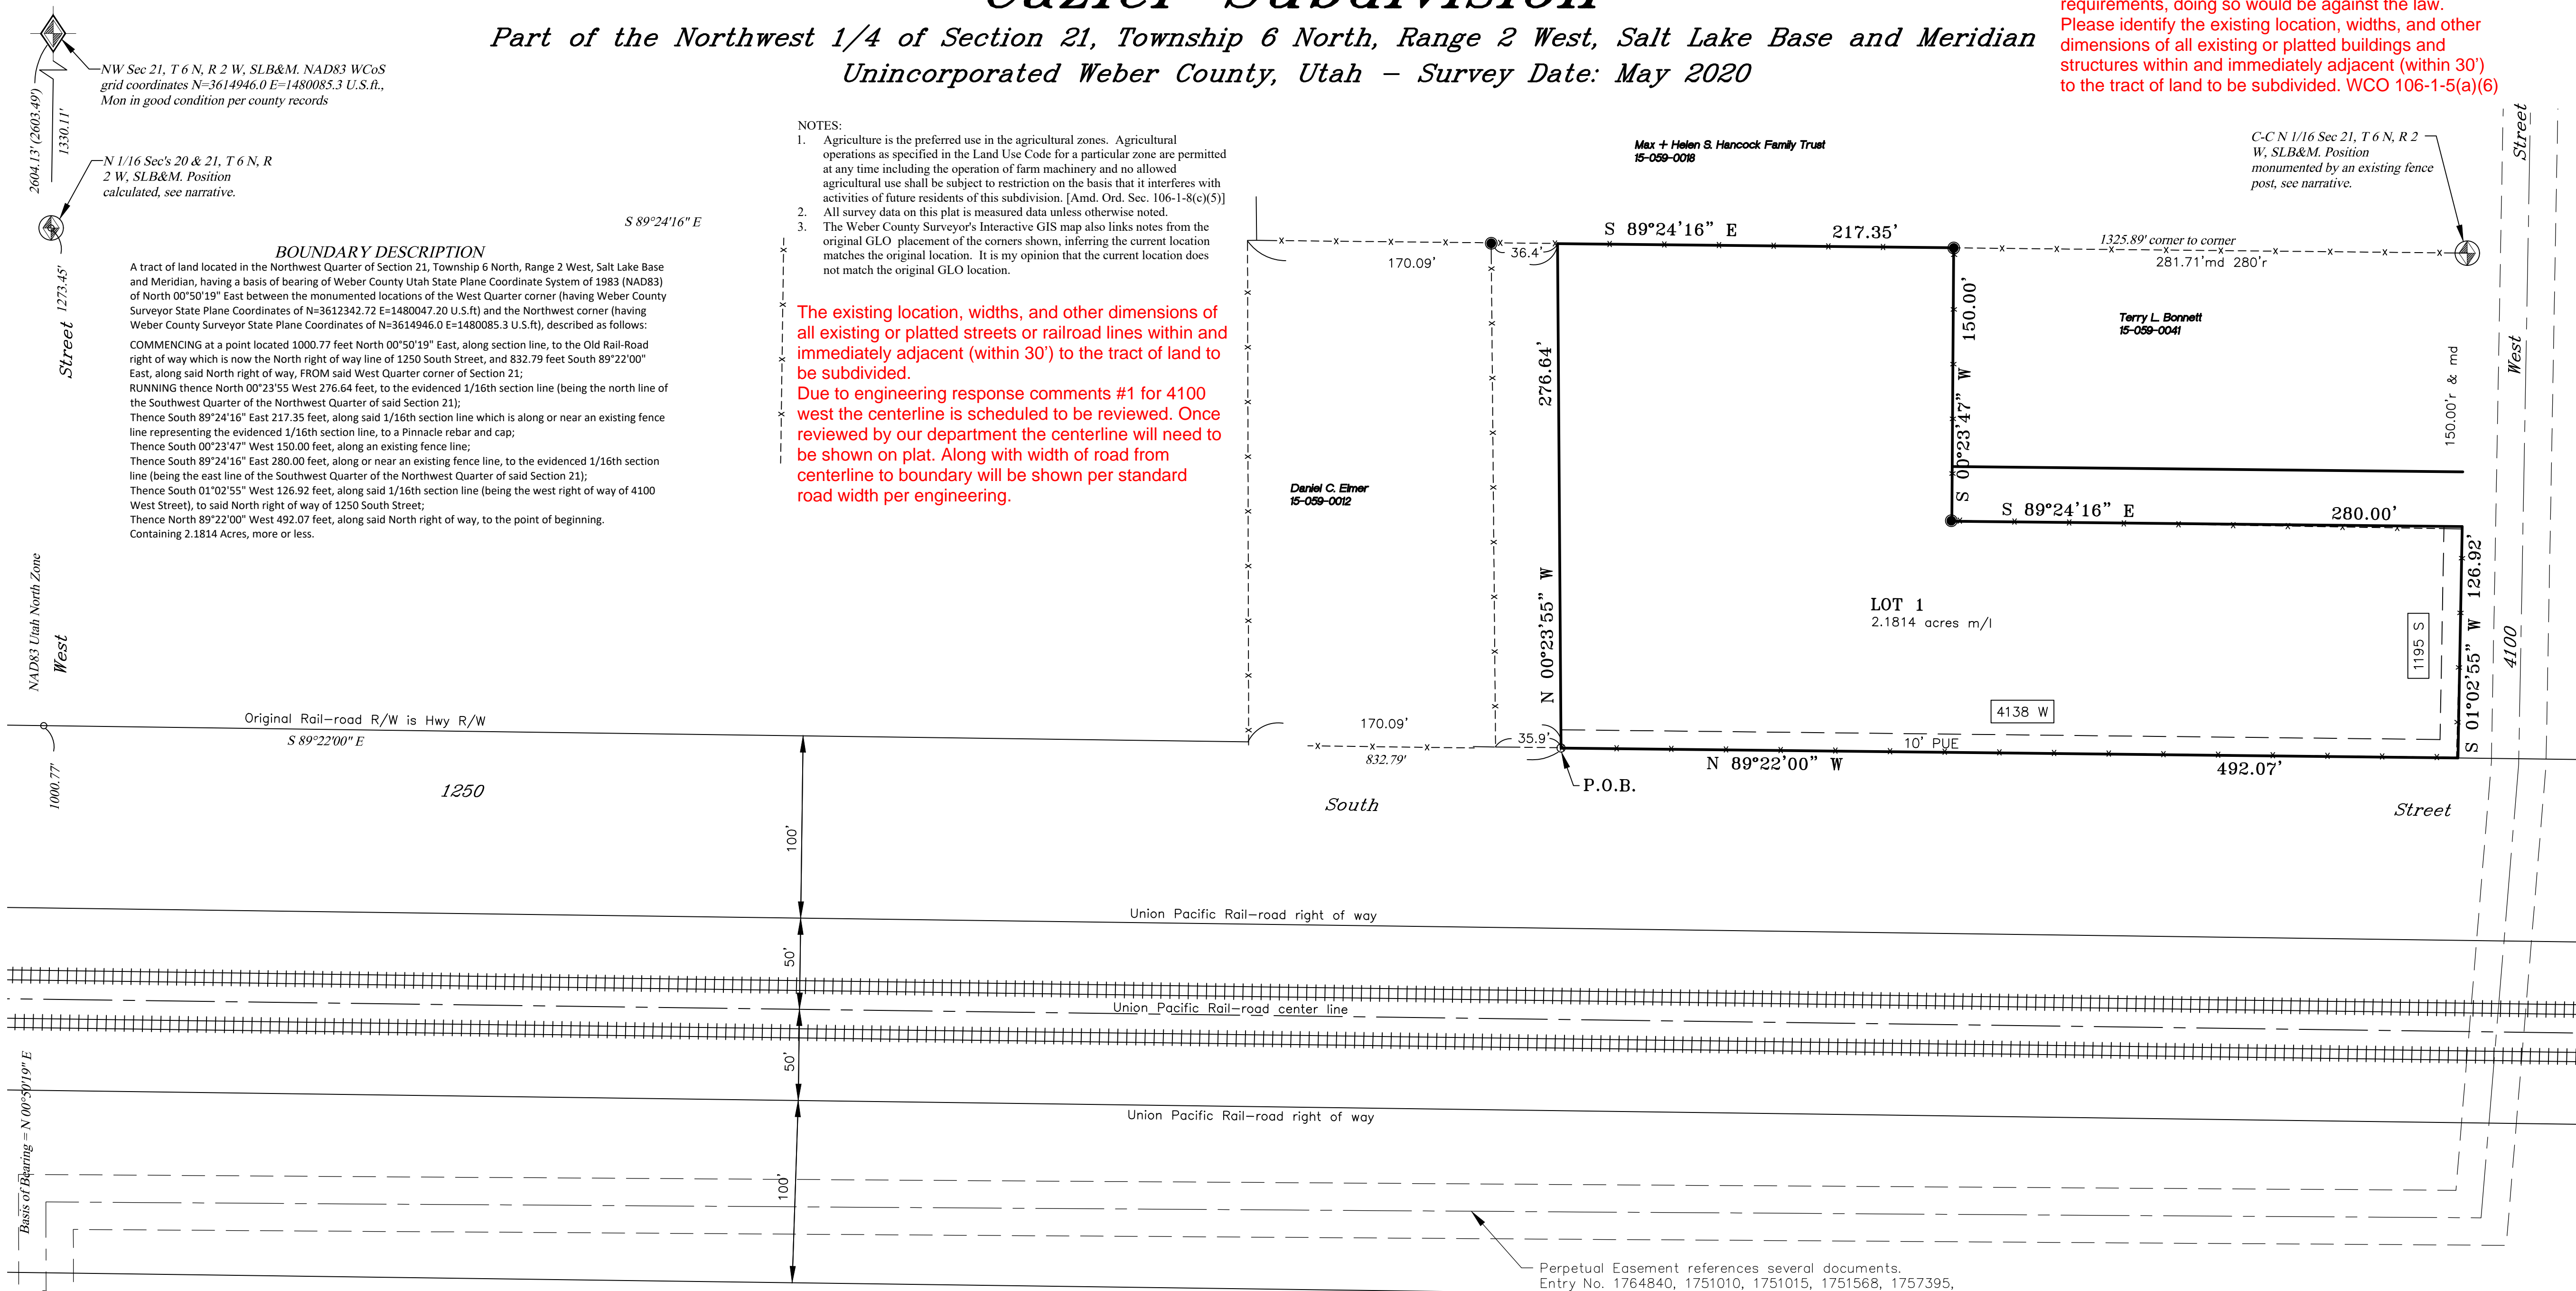 Part of the Northwest 1/4 of Section 21, Township 6 North, Range 2 West, Salt Lake Base and Meridian
Unincorporated Weber County, Utah – Survey Date: May 2020
requirements, doing so would be against the law.
Please identify the existing location, widths, and other
dimensions of all existing or platted buildings and
structures within and immediately adjacent (within 30')
to the tract of land to be subdivided. WCO 106-1-5(a)(6)
NW Sec 21, T 6 N, R 2 W, SLB&M. NAD83 WCoS
grid coordinates N=3614946.0 E=1480085.3 U.S.ft.,
Mon in good condition per county records
2604.13' (2603.49')
1330.11'
N 1/16 Sec's 20 & 21, T 6 N, R
2 W, SLB&M. Position
calculated, see narrative.
S 89°24'16" E
BOUNDARY DESCRIPTION
A tract of land located in the Northwest Quarter of Section 21, Township 6 North, Range 2 West, Salt Lake Base
and Meridian, having a basis of bearing of Weber County Utah State Plane Coordinate System of 1983 (NAD83)
of North 00°50'19" East between the monumented locations of the West Quarter corner (having Weber County
Surveyor State Plane Coordinates of N=3612342.72 E=1480047.20 U.S.ft) and the Northwest corner (having
Weber County Surveyor State Plane Coordinates of N=3614946.0 E=1480085.3 U.S.ft), described as follows:
COMMENCING at a point located 1000.77 feet North 00°50'19" East, along section line, to the Old Rail-Road
right of way which is now the North right of way line of 1250 South Street, and 832.79 feet South 89°22'00"
East, along said North right of way, FROM said West Quarter corner of Section 21;
RUNNING thence North 00°23'55 West 276.64 feet, to the evidenced 1/16th section line (being the north line of
the Southwest Quarter of the Northwest Quarter of said Section 21);
Thence South 89°24'16" East 217.35 feet, along said 1/16th section line which is along or near an existing fence
line representing the evidenced 1/16th section line, to a Pinnacle rebar and cap;
Thence South 00°23'47" West 150.00 feet, along an existing fence line;
Thence South 89°24'16" East 280.00 feet, along or near an existing fence line, to the evidenced 1/16th section
line (being the east line of the Southwest Quarter of the Northwest Quarter of said Section 21);
Thence South 01°02'55" West 126.92 feet, along said 1/16th section line (being the west right of way of 4100
West Street), to said North right of way of 1250 South Street;
Thence North 89°22'00" West 492.07 feet, along said North right of way, to the point of beginning.
Containing 2.1814 Acres, more or less.
1273.45'
Street
West
NAD83 Utah North Zone
NOTES:
1. Agriculture is the preferred use in the agricultural zones. Agricultural
operations as specified in the Land Use Code for a particular zone are permitted
at any time including the operation of farm machinery and no allowed
agricultural use shall be subject to restriction on the basis that it interferes with
activities of future residents of this subdivision. [Amd. Ord. Sec. 106-1-8(c)(5)]
2. All survey data on this plat is measured data unless otherwise noted.
3. The Weber County Surveyor's Interactive GIS map also links notes from the
original GLO placement of the corners shown, inferring the current location
matches the original location. It is my opinion that the current location does
not match the original GLO location.
The existing location, widths, and other dimensions of
all existing or platted streets or railroad lines within and
immediately adjacent (within 30') to the tract of land to
be subdivided.
Due to engineering response comments #1 for 4100
west the centerline is scheduled to be reviewed. Once
reviewed by our department the centerline will need to
be shown on plat. Along with width of road from
centerline to boundary will be shown per standard
road width per engineering.
Max + Helen S. Hancock Family Trust
15-059-0018
C-C N 1/16 Sec 21, T 6 N, R 2
W, SLB&M. Position
monumented by an existing fence
post, see narrative.
Street
West
4100
S 89°24'16" E 217.35'
1325.89' corner to corner
281.71'md 280'r
170.09'
36.4'
150.00'
S 00°23'47" W
Terry L. Bonnett
15-059-0041
150.00'r & md
276.64'
N 00°23'55" W
Daniel C. Elmer
15-059-0012
S 89°24'16" E 280.00'
126.92'
S 01°02'55" W
LOT 1
2.1814 acres m/l
1195 S
4138 W
10' PUE
170.09'
35.9'
832.79'
N 89°22'00" W 492.07'
P.O.B.
Original Rail-road R/W is Hwy R/W
S 89°22'00" E
1000.77'
1250
South
Street
100'
Union Pacific Rail-road right of way
50'
Union Pacific Rail-road center line
50'
Union Pacific Rail-road right of way
Basis of Bearing = N 00°50'19" E
100'
Perpetual Easement references several documents.
Entry No. 1764840, 1751010, 1751015, 1751568, 1757395,